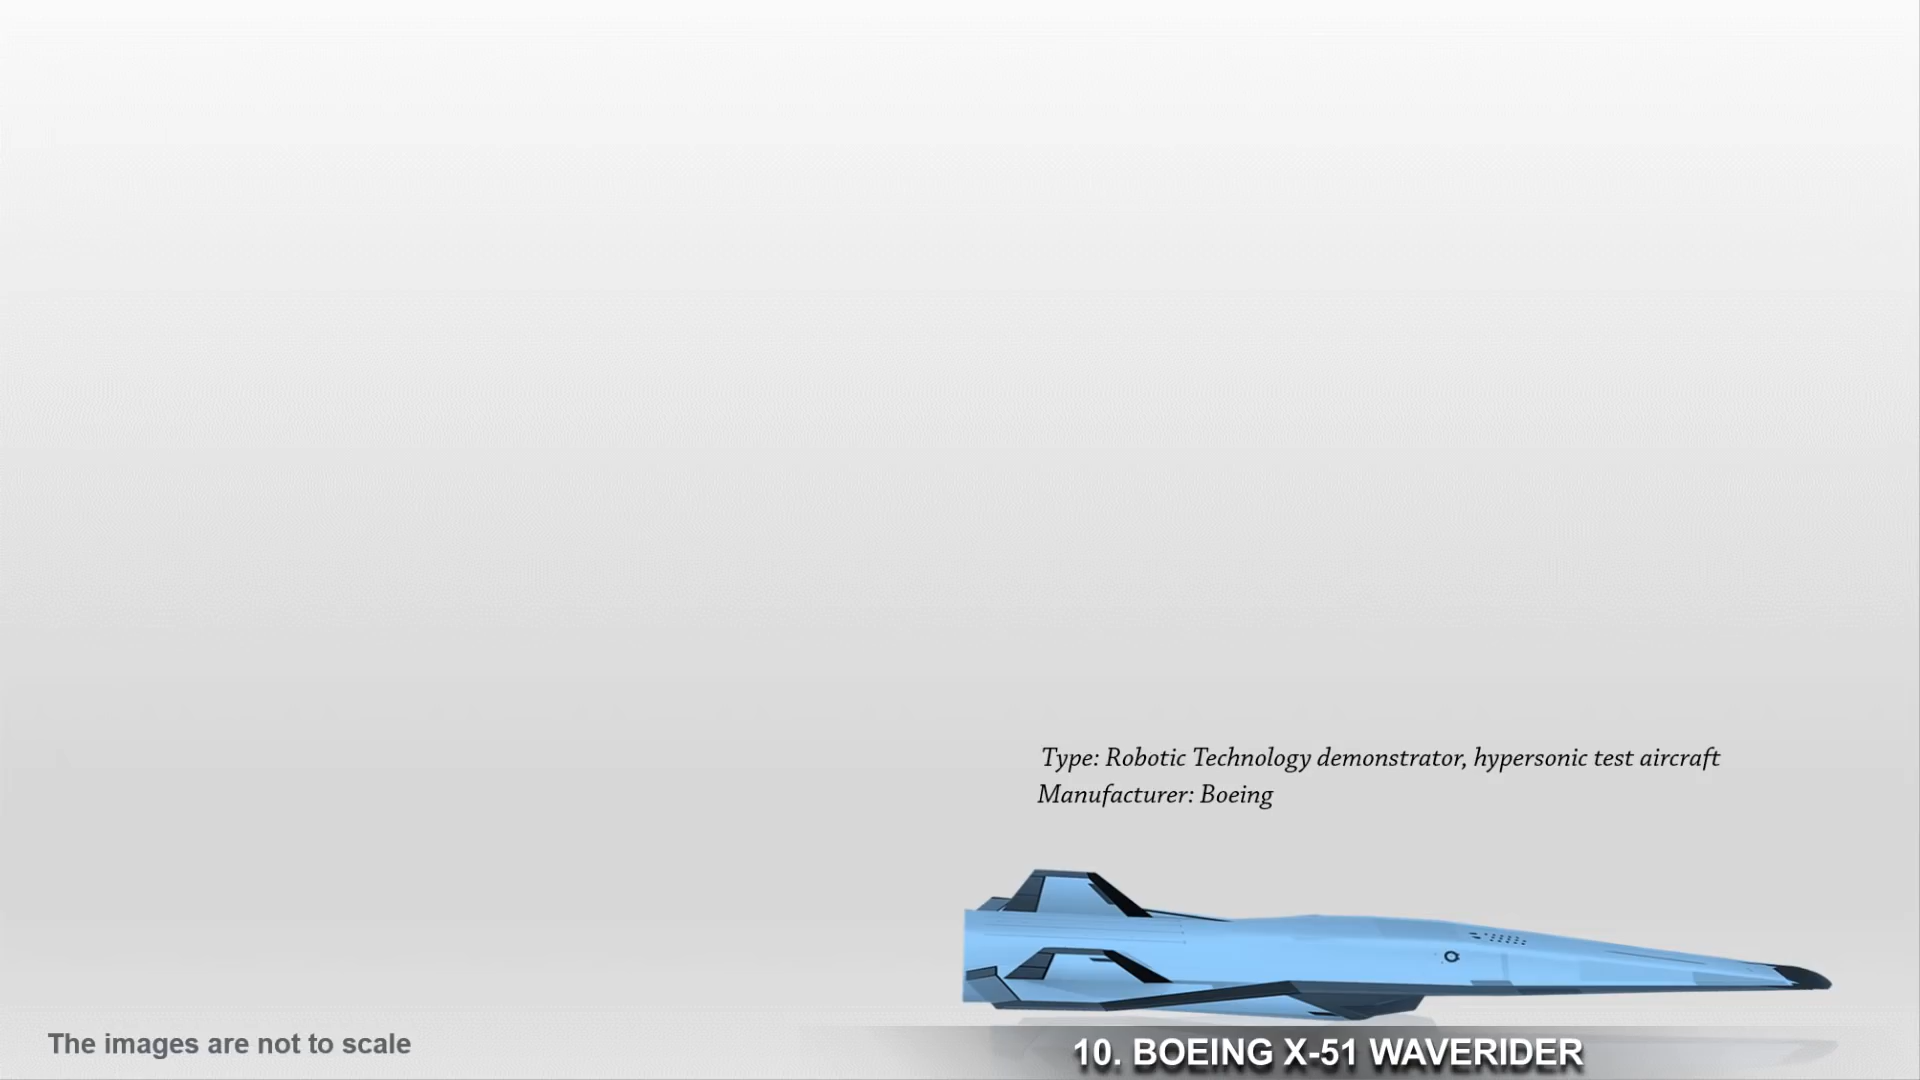 Type: Robotic Technology demonstrator, hypersonic test aircraft
Manufacturer: Boeing
The images are not to scale
10. BOEING X-51 WAVERIDER